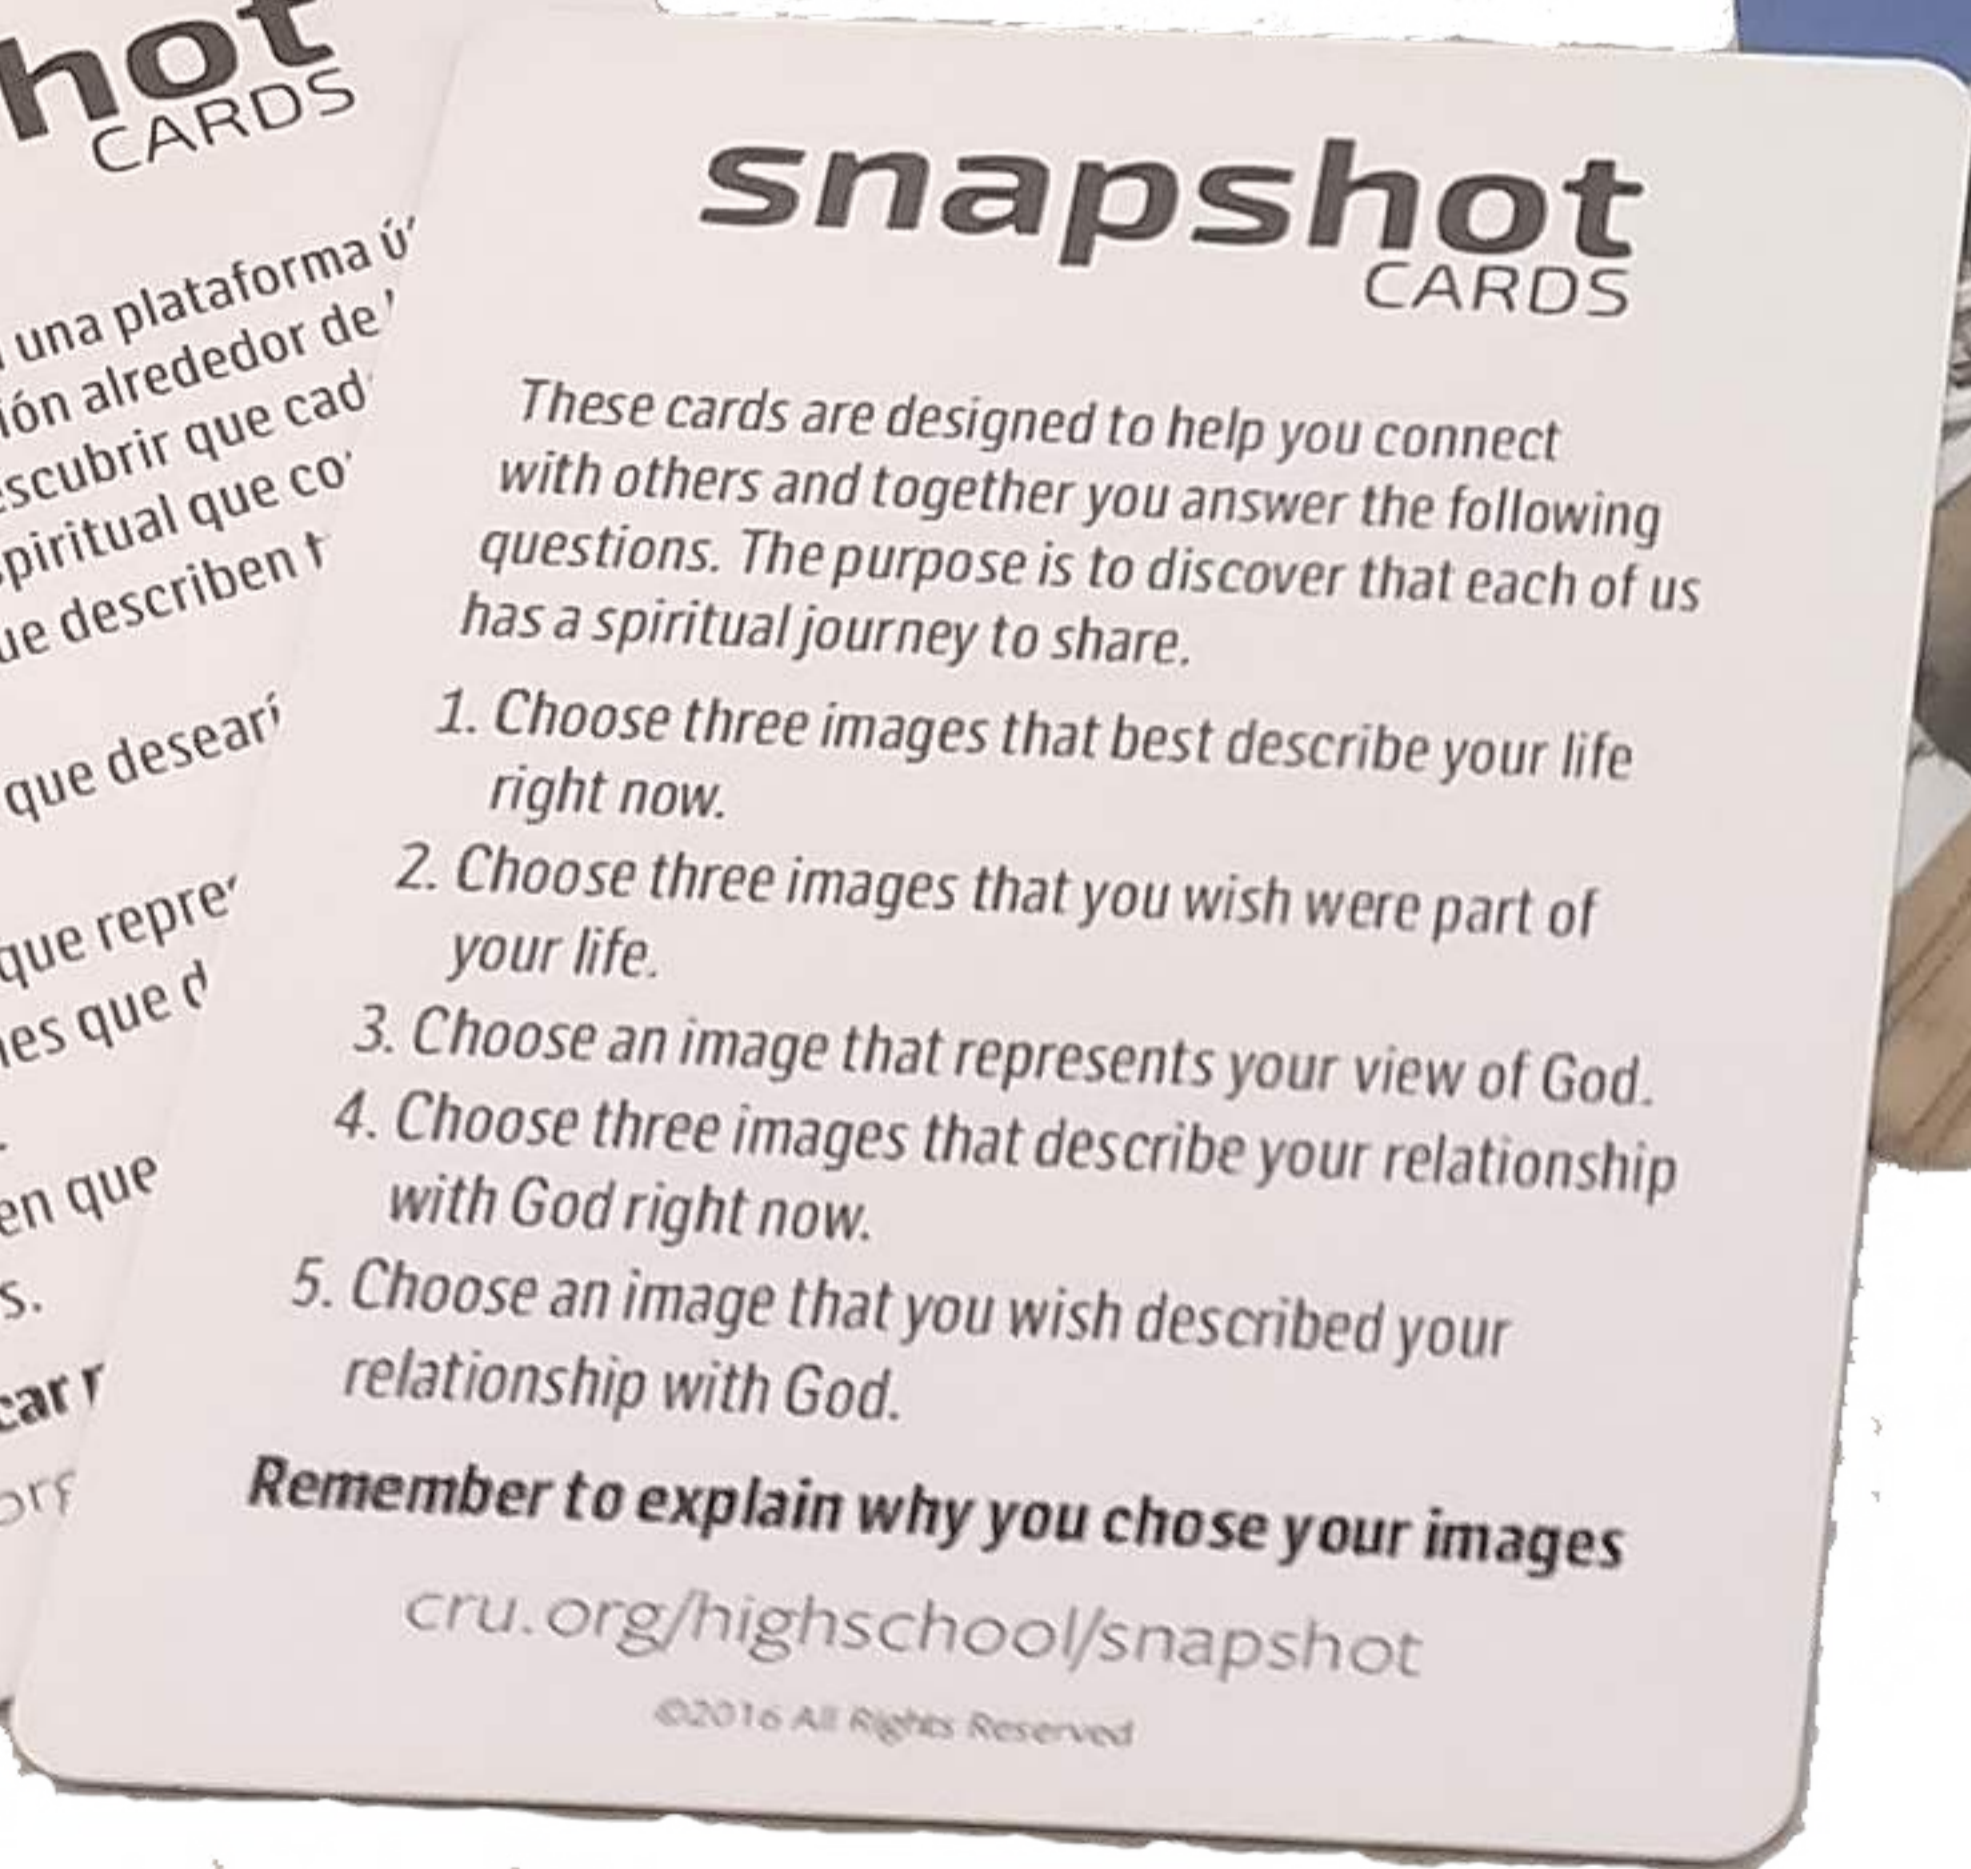 hot
CARDS
una plataforma
ión alrededor de
escubrir que
spiritual que
ue describen
que
que
es que
en que
s.
snapshot
CARDS
These cards are designed to help you connect
with others and together you answer the following
questions. The purpose is to discover that each of us
has a spiritual journey to share.
1. Choose three images that best describe your life
right now.
2. Choose three images that you wish were part of
your life.
3. Choose an image that represents your view of God.
4. Choose three images that describe your relationship
with God right now.
5. Choose an image that you wish described your
relationship with God.
Remember to explain why you chose your images
cru.org/highschool/snapshot
©2016 All Rights Reserved